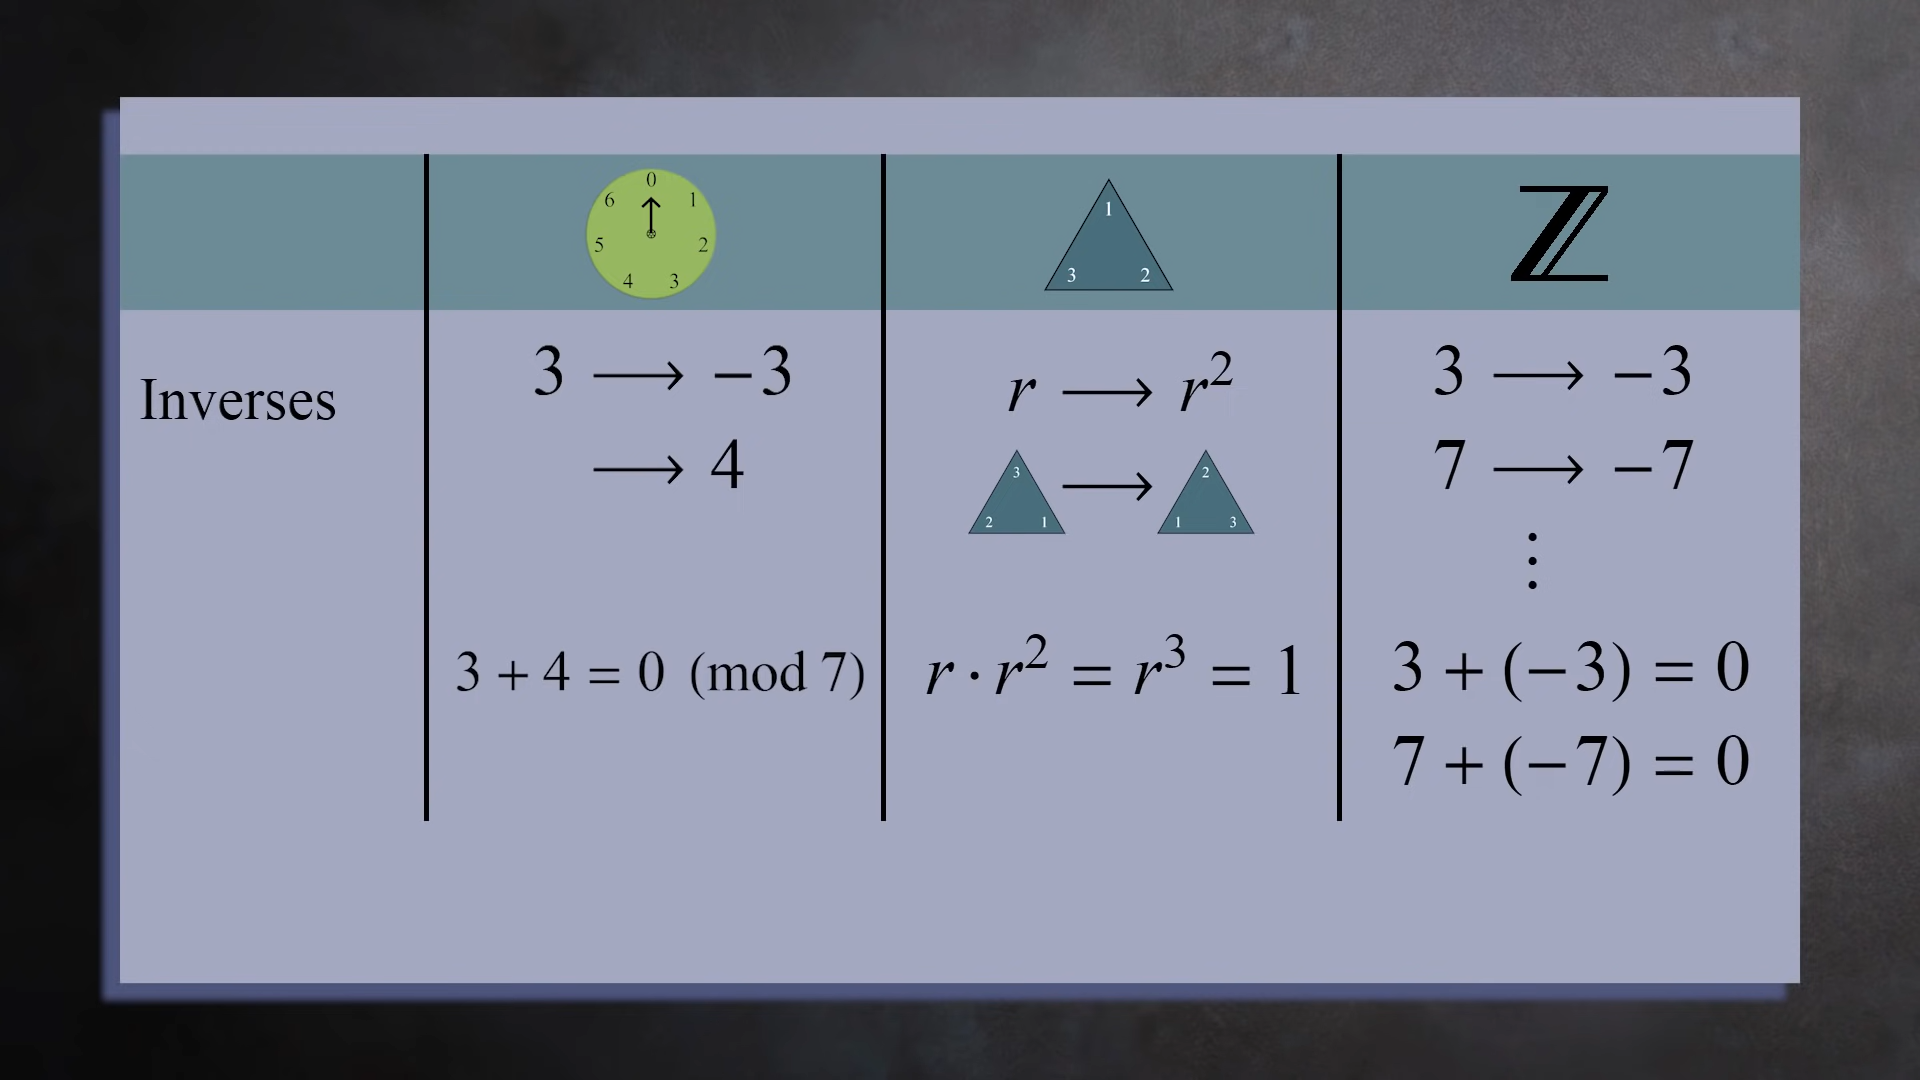 0
6 1
5 2
4 3
1
3 2
ℤ
Inverses
3 ⟶ −3
⟶ 4
3 + 4 = 0 (mod 7)
r ⟶ r²
3
2 1
⟶
2
1 3
r · r² = r³ = 1
3 ⟶ −3
7 ⟶ −7
⋮
3 + (−3) = 0
7 + (−7) = 0